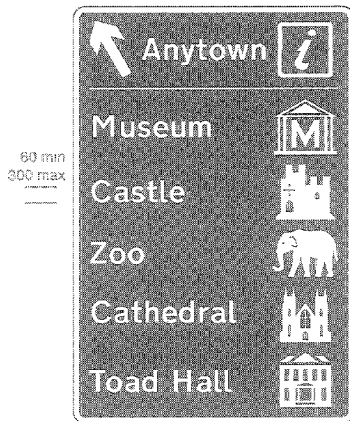 Anytown i
60 min
300 max
Museum M
Castle
Zoo
Cathedral
Toad Hall